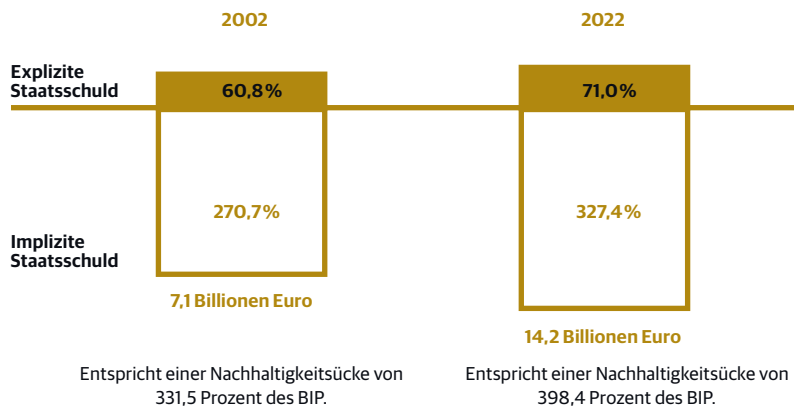 2002
2022
Explizite
Staatsschuld
60,8%
71,0%
270,7%
327,4%
Implizite
Staatsschuld
7,1 Billionen Euro
14,2 Billionen Euro
Entspricht einer Nachhaltigkeitsücke von
331,5 Prozent des BIP.
Entspricht einer Nachhaltigkeitsücke von
398,4 Prozent des BIP.